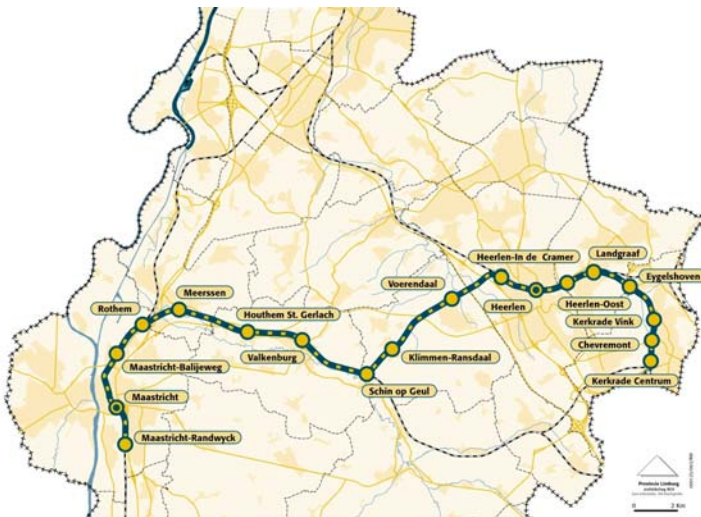 Heerlen-In de Cramer
Landgraaf
Eygelshoven
Voerendaal
Meerssen
Heerlen
Heerlen-Oost
Rothem
Houthem St. Gerlach
Kerkrade Vink
Chevremont
Valkenburg
Klimmen-Ransdaal
Maastricht-Balijeweg
Kerkrade Centrum
Schin op Geul
Maastricht
Maastricht-Randwyck
Provincie Limburg
0 2 Km